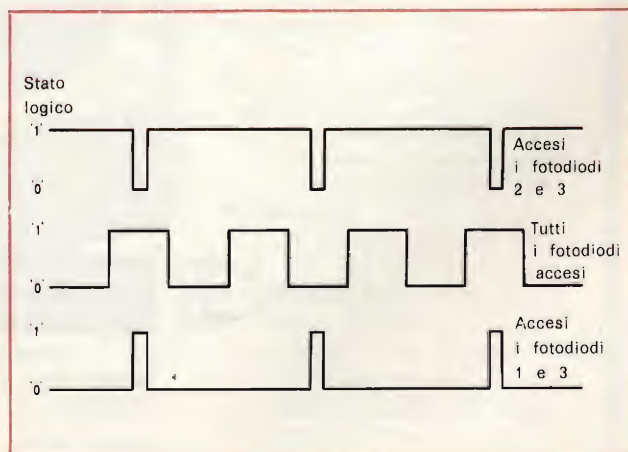 Stato
logico
'1'
Accesi
i fotodiodi
'0'
2 e 3
'1'
Tutti
i fotodiodi
accesi
'0'
'1'
Accesi
i fotodiodi
1 e 3
'0'